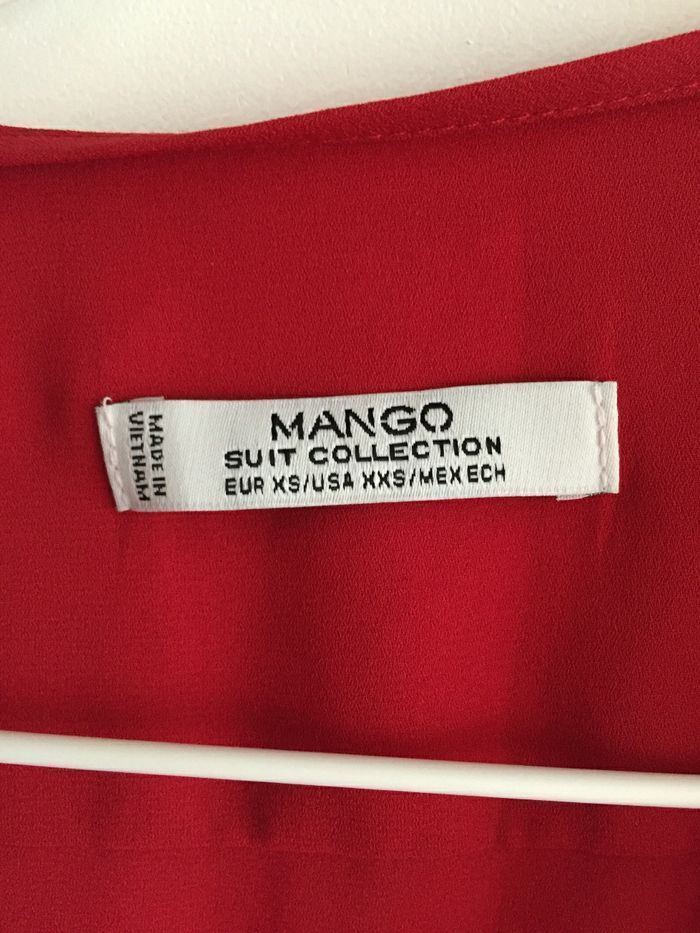 MANGO
SUIT COLLECTION
EUR XS/USA XXS/MEX ECH
MADE IN
VIETNAM